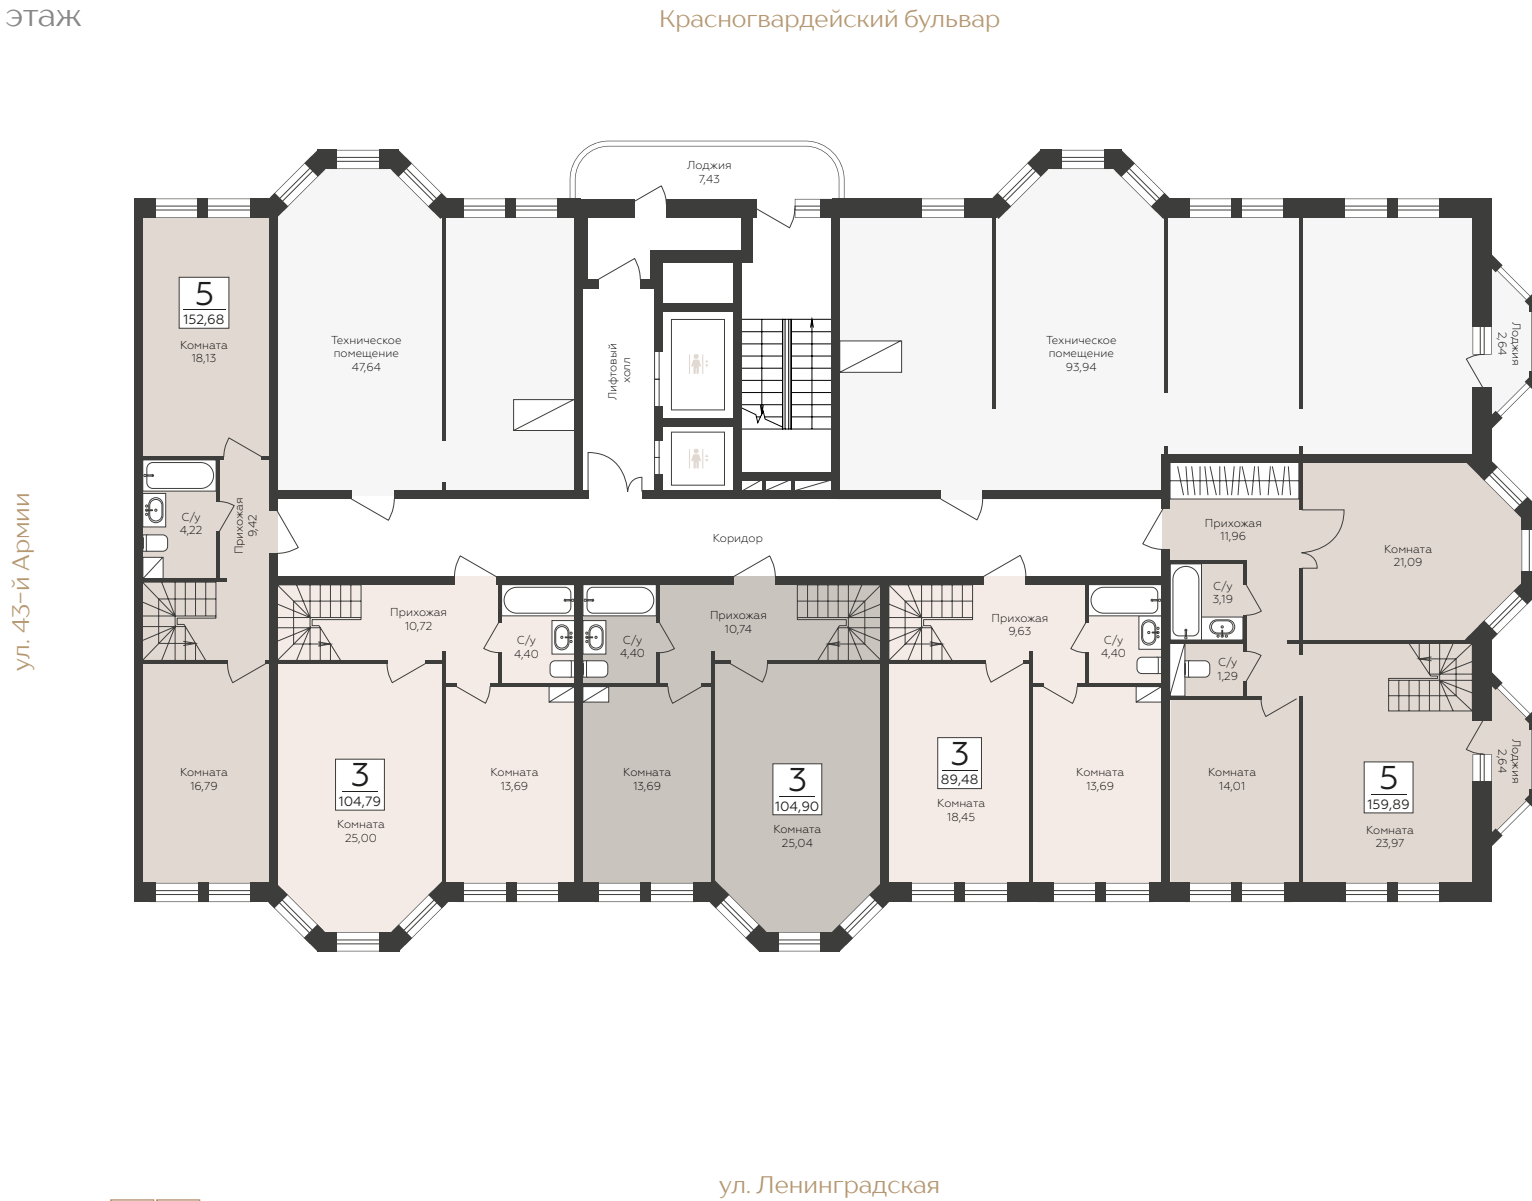 этаж
Красногвардейский бульвар
Лоджия
7,43
5
152,68
Комната
18,13
Техническое
помещение
47,64
Лифтовый
холл
Техническое
помещение
93,94
Лоджия
2,64
С/у
4,22
Прихожая
9,42
ул. 43-й Армии
Коридор
Прихожая
11,96
Комната
21,09
С/у
3,19
Прихожая
10,72
С/у
4,40
С/у
4,40
Прихожая
10,74
Прихожая
9,63
С/у
4,40
С/у
1,29
Комната
16,79
3
104,79
Комната
25,00
Комната
13,69
Комната
13,69
3
104,90
Комната
25,04
3
89,48
Комната
18,45
Комната
13,69
Комната
14,01
5
159,89
Комната
23,97
Лоджия
2,64
ул. Ленинградская